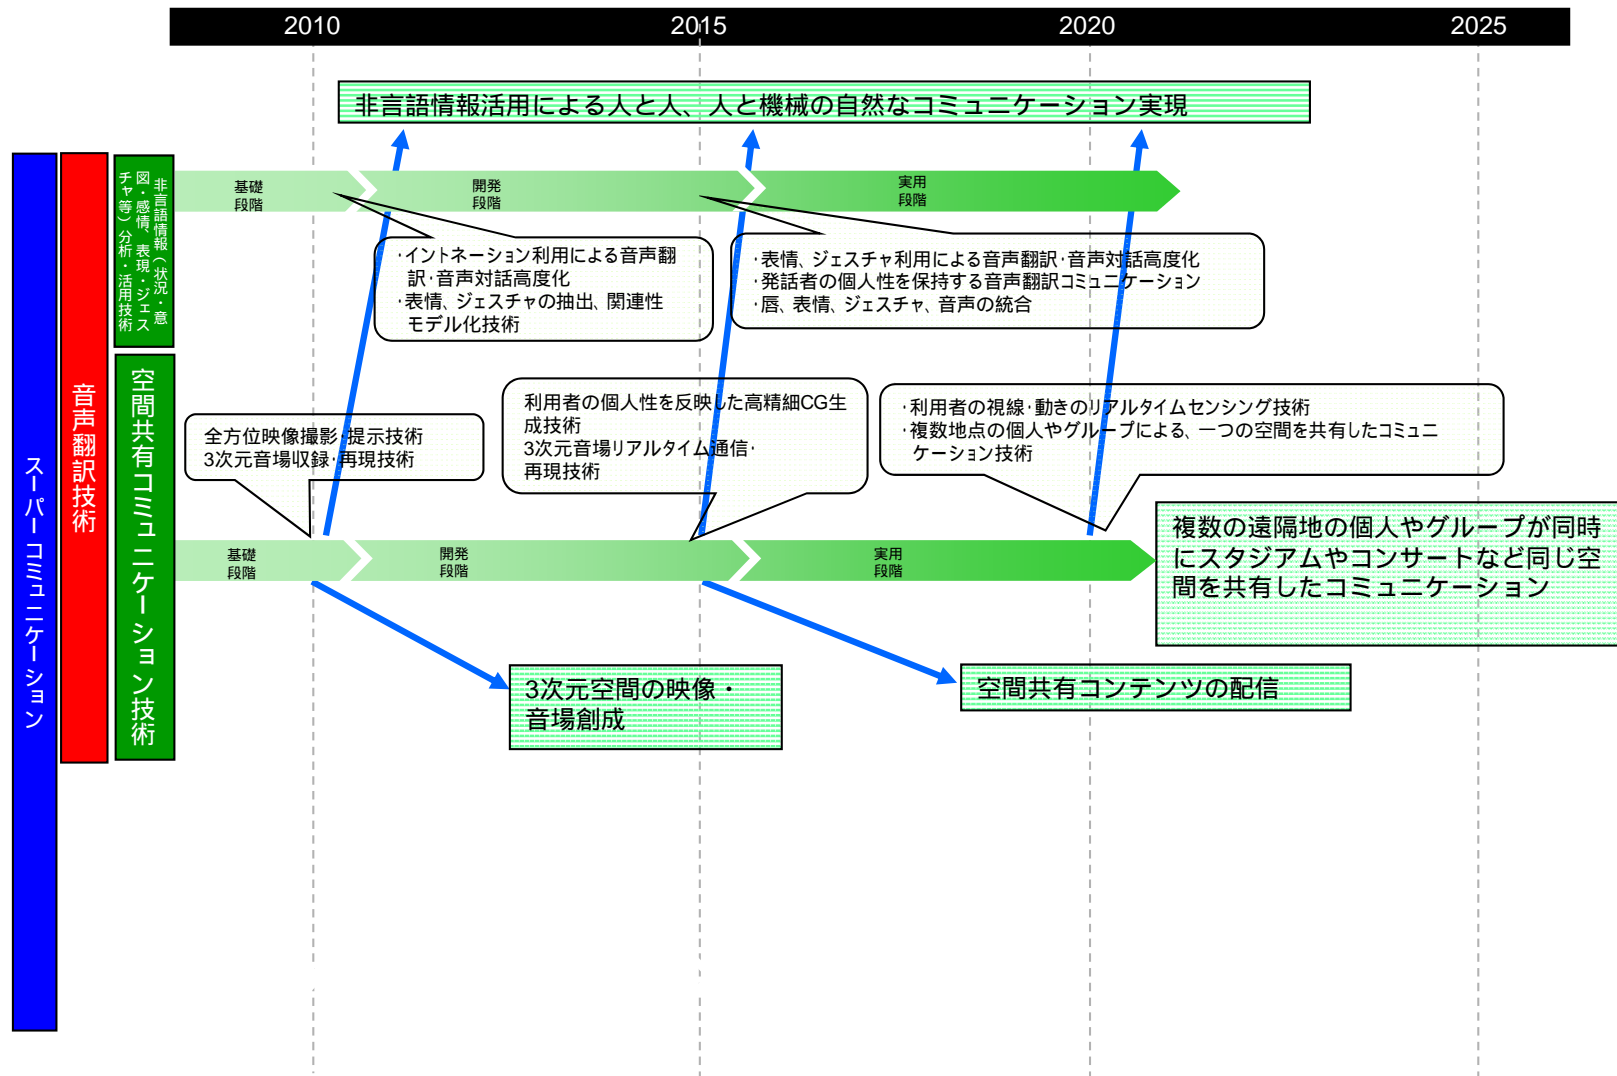 2010
2015
2020
2025
非言語情報活用による人と人、人と機械の自然なコミュニケーション実現
スーパーコミュニケーション
音声翻訳技術
非言語情報（状況・意
図・感情、表現・ジェス
チャ等）分析・活用技術
基礎
段階
開発
段階
実用
段階
・イントネーション利用による音声翻
訳・音声対話高度化
・表情、ジェスチャの抽出、関連性
モデル化技術
・表情、ジェスチャ利用による音声翻訳・音声対話高度化
・発話者の個人性を保持する音声翻訳コミュニケーション
・唇、表情、ジェスチャ、音声の統合
空間共有コミュニケーション技術
全方位映像撮影・提示技術
3次元音場収録・再現技術
利用者の個人性を反映した高精細CG生
成技術
3次元音場リアルタイム通信・
再現技術
・利用者の視線・動きのリアルタイムセンシング技術
・複数地点の個人やグループによる、一つの空間を共有したコミュニ
ケーション技術
基礎
段階
開発
段階
実用
段階
複数の遠隔地の個人やグループが同時
にスタジアムやコンサートなど同じ空
間を共有したコミュニケーション
3次元空間の映像・
音場創成
空間共有コンテンツの配信